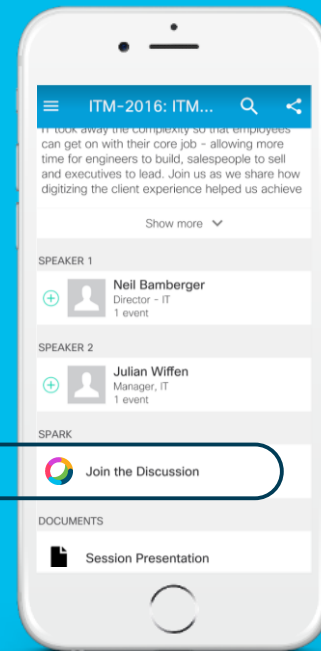 ITM-2016: ITM...
IT took away the complexity so that employees
can get on with their core job - allowing more
time for engineers to build, salespeople to sell
and executives to lead. Join us as we share how
digitizing the client experience helped us achieve
Show more
SPEAKER 1
Neil Bamberger
Director - IT
1 event
SPEAKER 2
Julian Wiffen
Manager, IT
1 event
SPARK
Join the Discussion
DOCUMENTS
Session Presentation